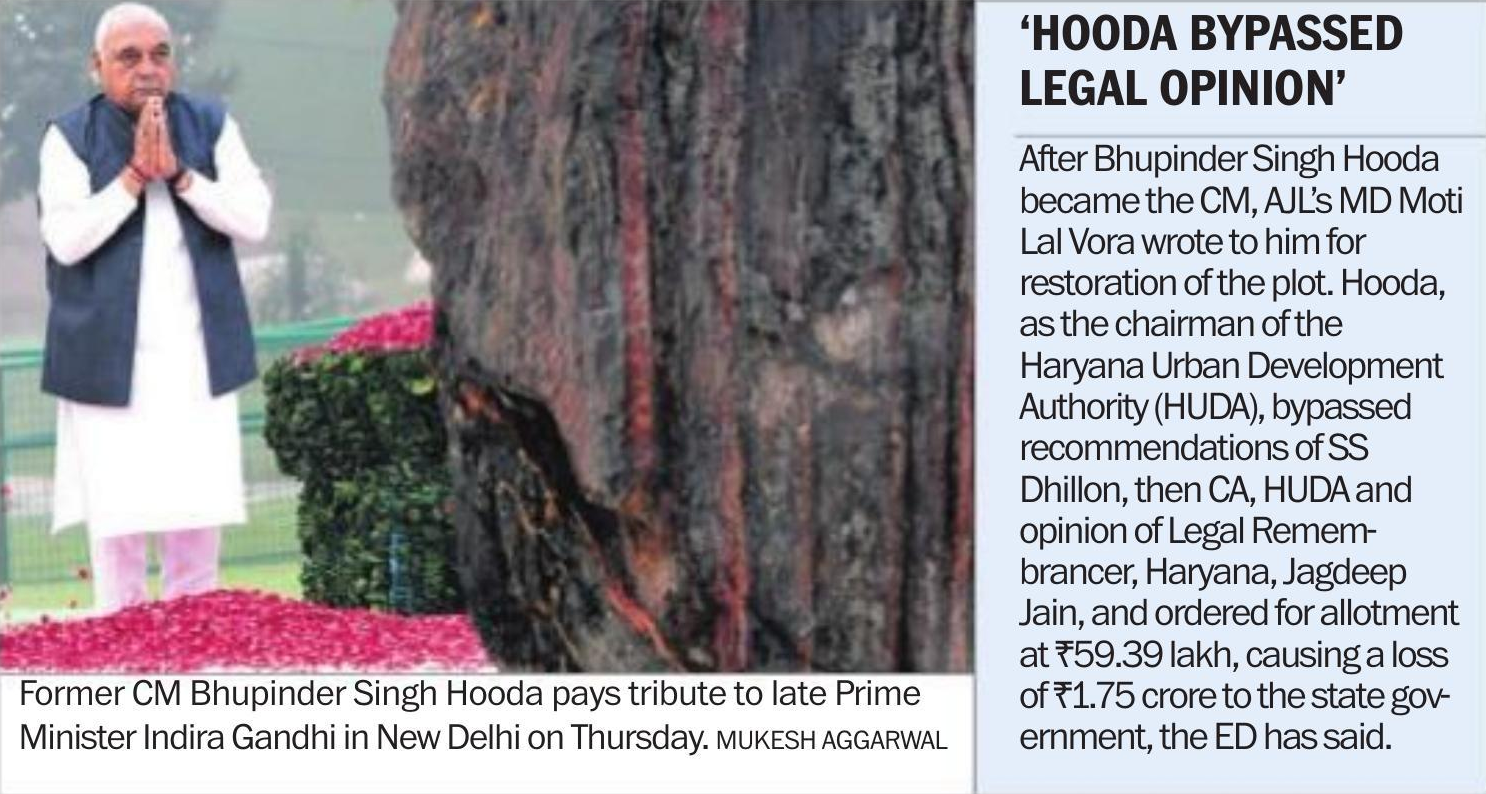 Former CM Bhupinder Singh Hooda pays tribute to late Prime
Minister Indira Gandhi in New Delhi on Thursday. MUKESH AGGARWAL
‘HOODA BYPASSED
LEGAL OPINION’
After Bhupinder Singh Hooda
became the CM, AJL’s MD Moti
Lal Vora wrote to him for
restoration of the plot. Hooda,
as the chairman of the
Haryana Urban Development
Authority (HUDA), bypassed
recommendations of SS
Dhillon, then CA, HUDA and
opinion of Legal Remem-
brancer, Haryana, Jagdeep
Jain, and ordered for allotment
at ₹59.39 lakh, causing a loss
of ₹1.75 crore to the state gov-
ernment, the ED has said.